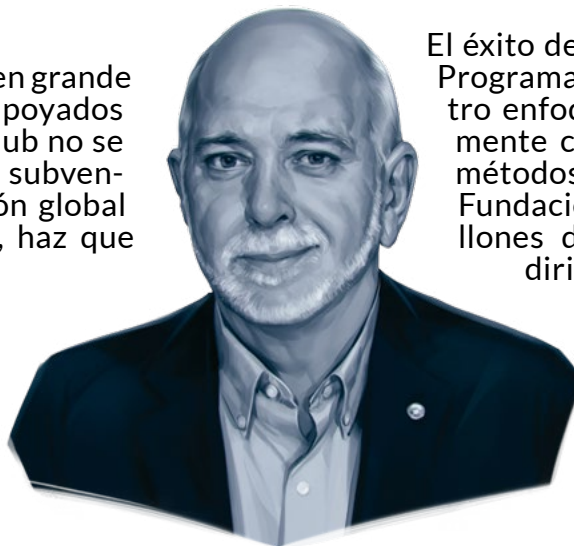 en grande
poyados
ub no se
subven-
ón global
, haz que
El éxito de
Programa
tro enfoc
mente c
métodos
Fundaci
llones d
diri